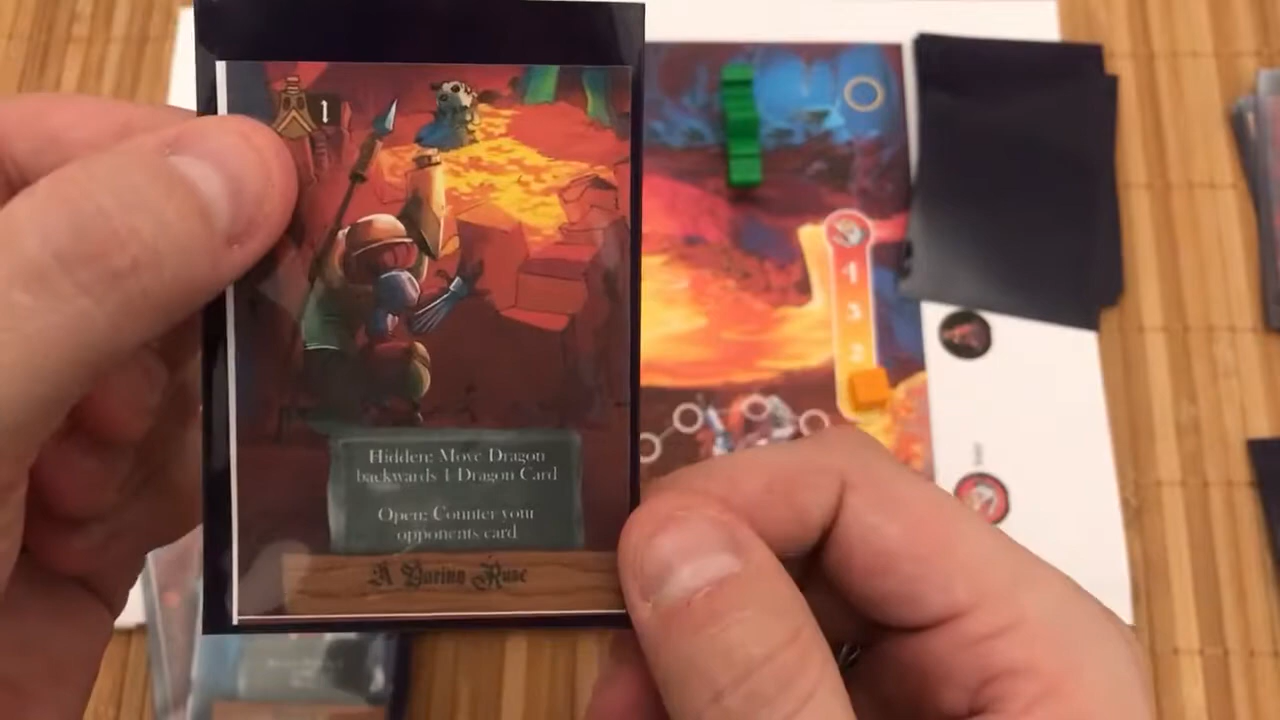 1
Hidden: Move Dragon
backwards 1 Dragon Card
Open: Counter your
opponents card
A Daring Ruse
1
3
2